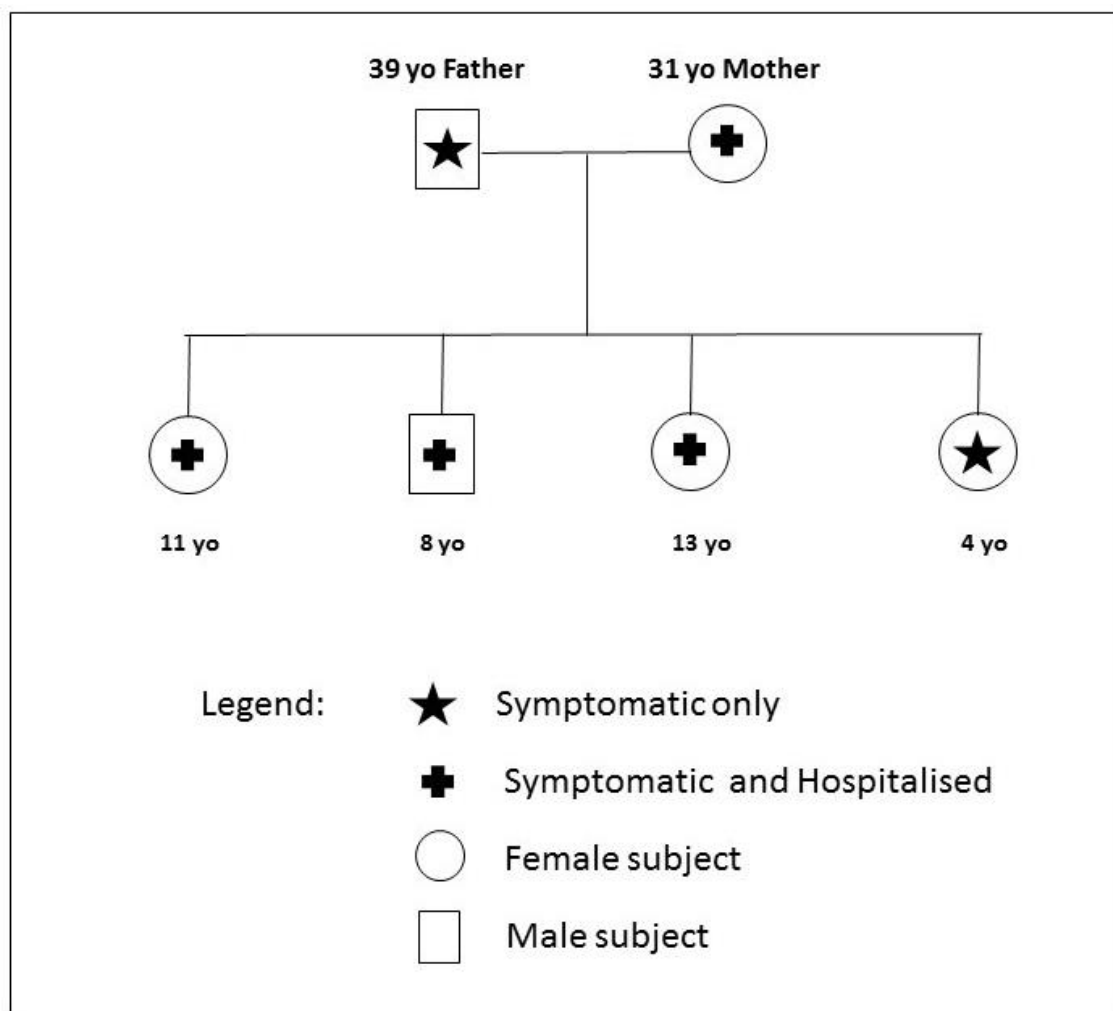 39 yo Father 31 yo Mother
11 yo 8 yo 13 yo 4 yo
Legend: Symptomatic only
Symptomatic and Hospitalised
Female subject
Male subject